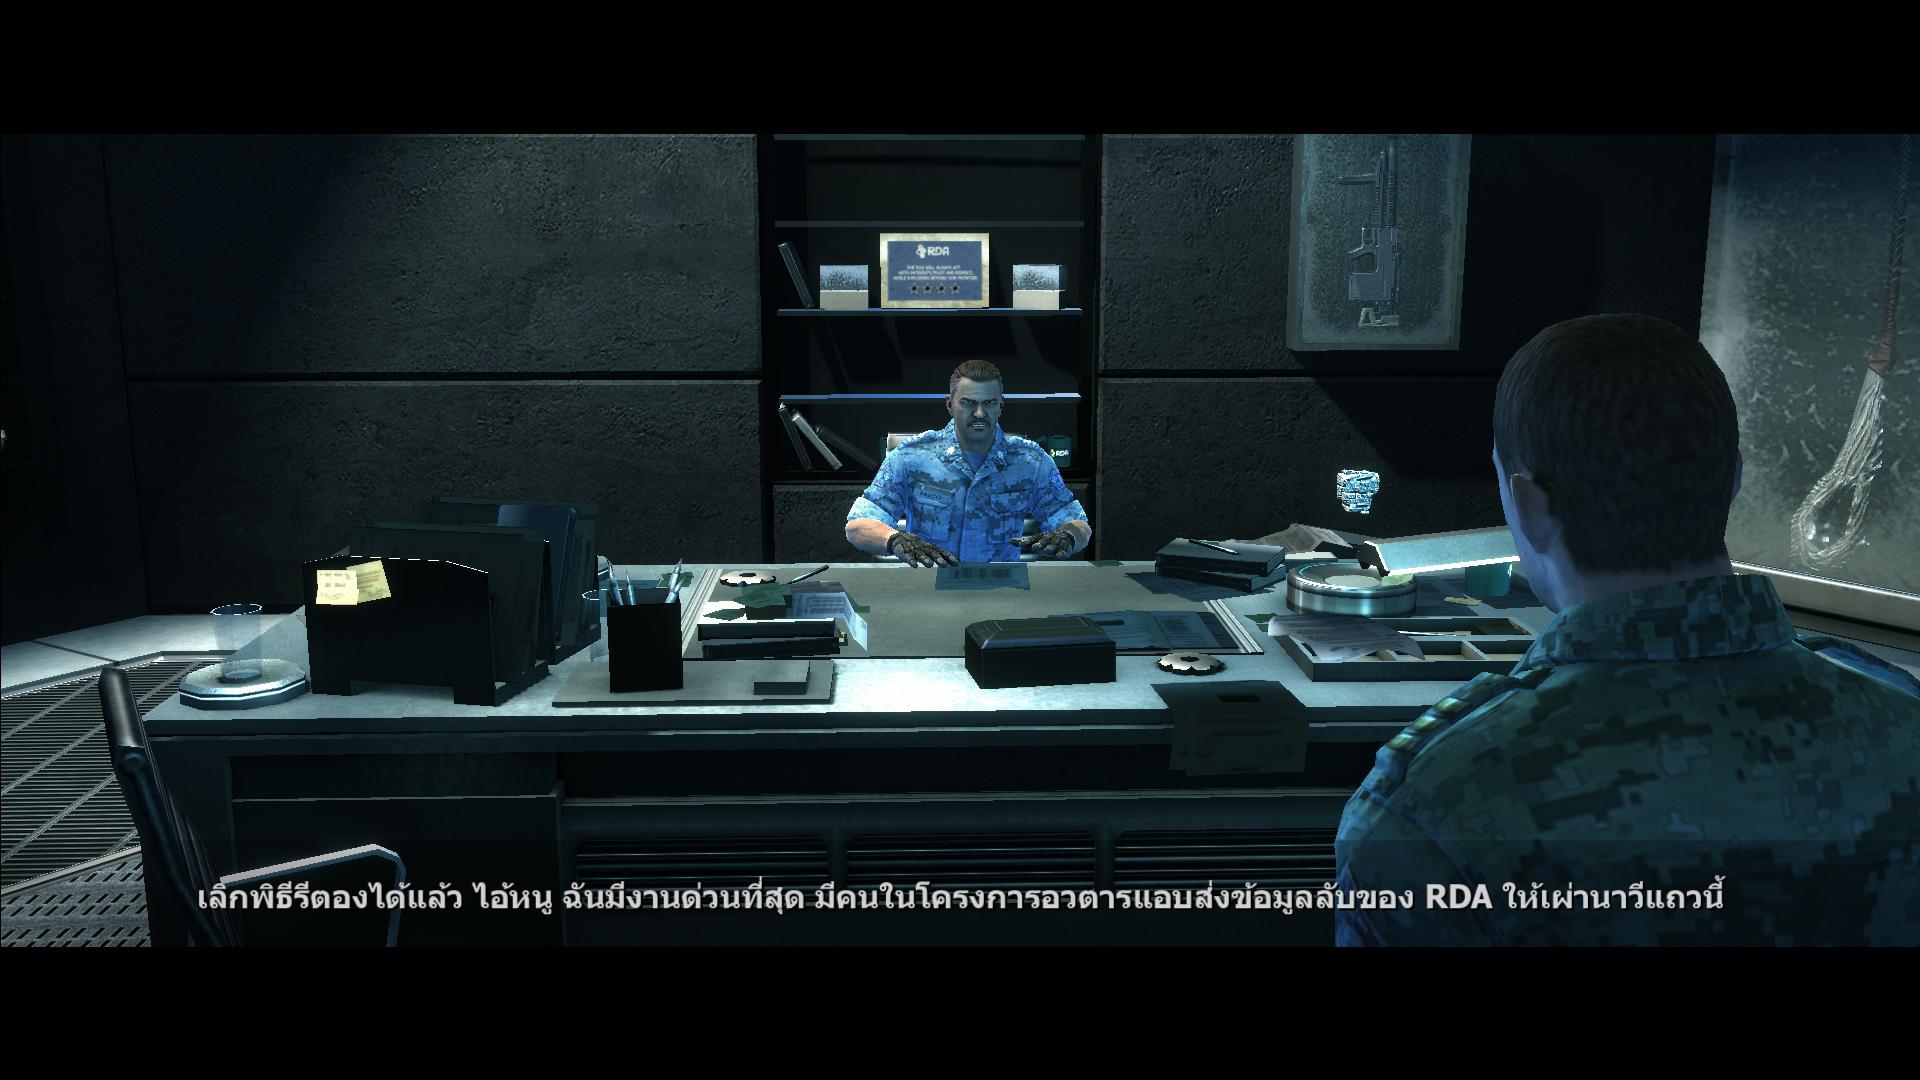 RDA
RDA
FALCO
เลิกพิธีรีตองได้แล้ว ไอ้หนู ฉันมีงานด่วนที่สุด มีคนในโครงการอวตารแอบส่งข้อมูลลับของ RDA ให้เผ่านาวีแถวนี้